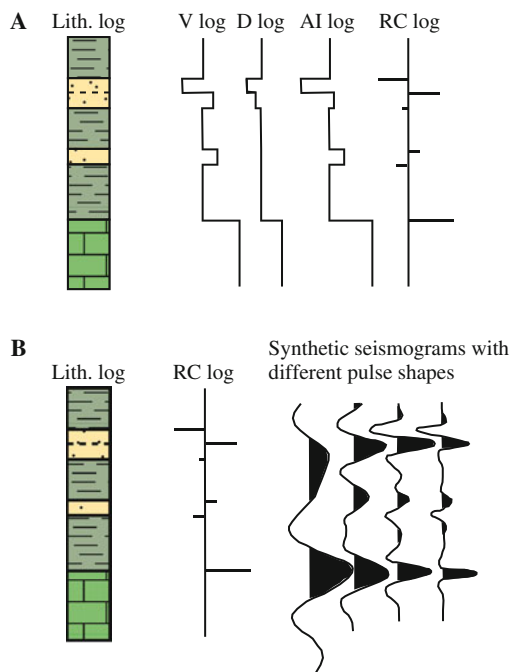 A
Lith. log
V log
D log
AI log
RC log
B
Lith. log
RC log
Synthetic seismograms with
different pulse shapes